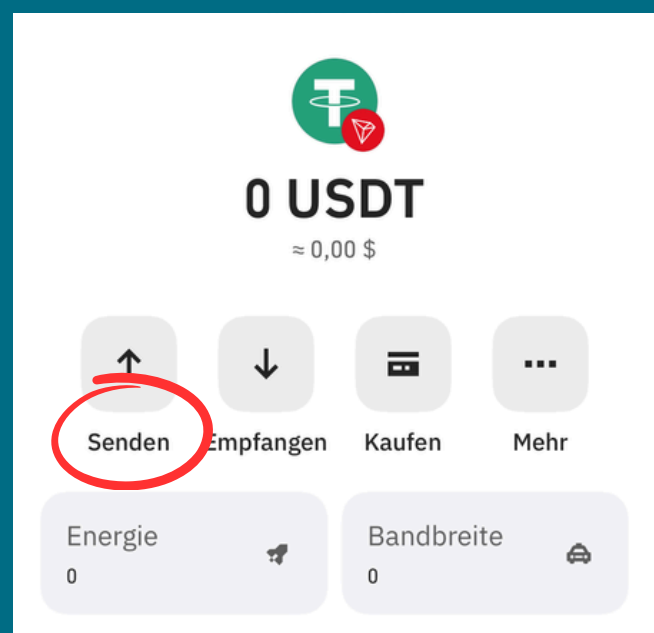 0 USDT
≈ 0,00 $
Senden Empfangen Kaufen Mehr
Energie Bandbreite
0 0